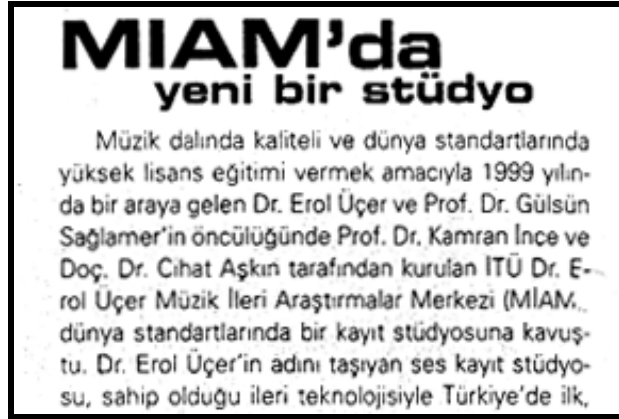 MIAM'da
yeni bir stüdyo
Müzik dalında kaliteli ve dünya standartlarında
yüksek lisans eğitimi vermek amacıyla 1999 yılın-
da bir araya gelen Dr. Erol Üçer ve Prof. Dr. Gülsün
Sağlamer'in öncülüğünde Prof. Dr. Kamran İnce ve
Doç. Dr. Cihat Aşkın tarafından kurulan İTÜ Dr. E-
rol Üçer Müzik İleri Araştırmalar Merkezi (MİAM
dünya standartlarında bir kayıt stüdyosuna kavuş-
tu. Dr. Erol Üçer'in adını taşıyan ses kayıt stüdyo-
su, sahip olduğu ileri teknolojisiyle Türkiye'de ilk,